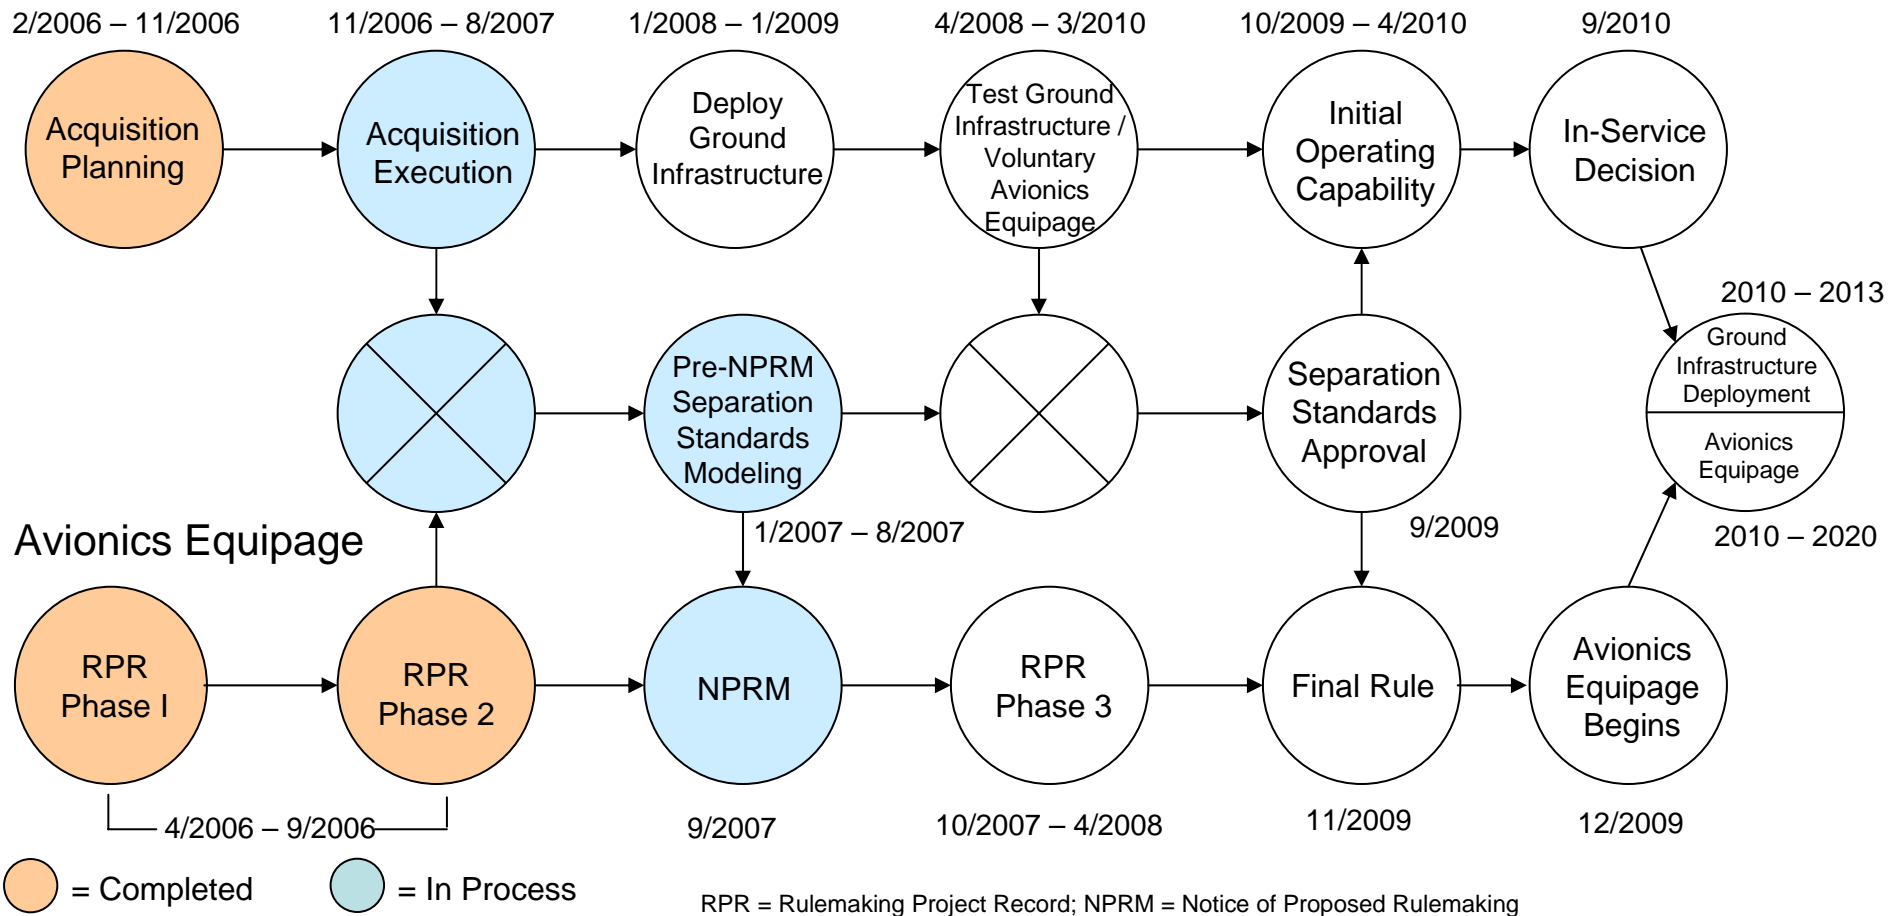 2/2006 – 11/2006
11/2006 – 8/2007
1/2008 – 1/2009
4/2008 – 3/2010
10/2009 – 4/2010
9/2010
Acquisition
Planning
Acquisition
Execution
Deploy
Ground
Infrastructure
Test Ground
Infrastructure /
Voluntary
Avionics
Equipage
Initial
Operating
Capability
In-Service
Decision
Pre-NPRM
Separation
Standards
Modeling
1/2007 – 8/2007
Separation
Standards
Approval
9/2009
2010 – 2013
Ground
Infrastructure
Deployment
Avionics
Equipage
2010 – 2020
Avionics Equipage
RPR
Phase I
RPR
Phase 2
NPRM
RPR
Phase 3
Final Rule
Avionics
Equipage
Begins
4/2006 – 9/2006
9/2007
10/2007 – 4/2008
11/2009
12/2009
= Completed
= In Process
RPR = Rulemaking Project Record; NPRM = Notice of Proposed Rulemaking